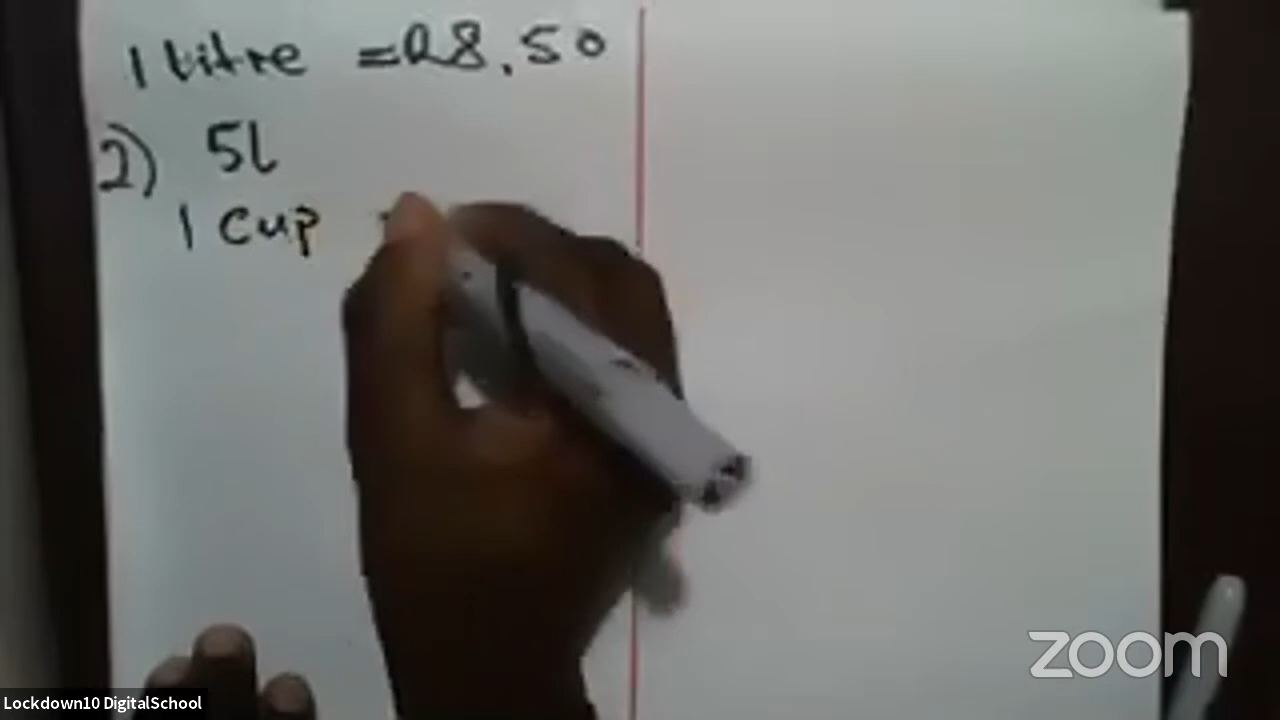 1 litre = R8.50
2) 5l
1 cup
zoom
Lockdown10 DigitalSchool